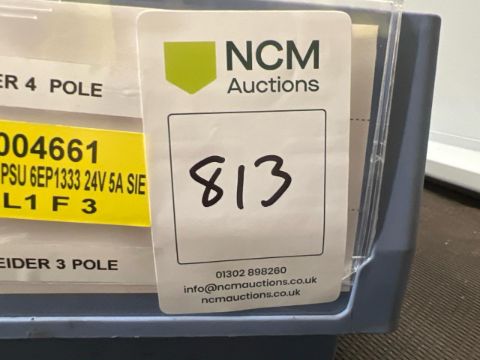 ER 4 POLE
004661
PSU 6EP1333 24V 5A SIE
L1 F 3
EIDER 3 POLE
NCM
Auctions
813
01302 898260
info@ncmauctions.co.uk
ncmauctions.co.uk